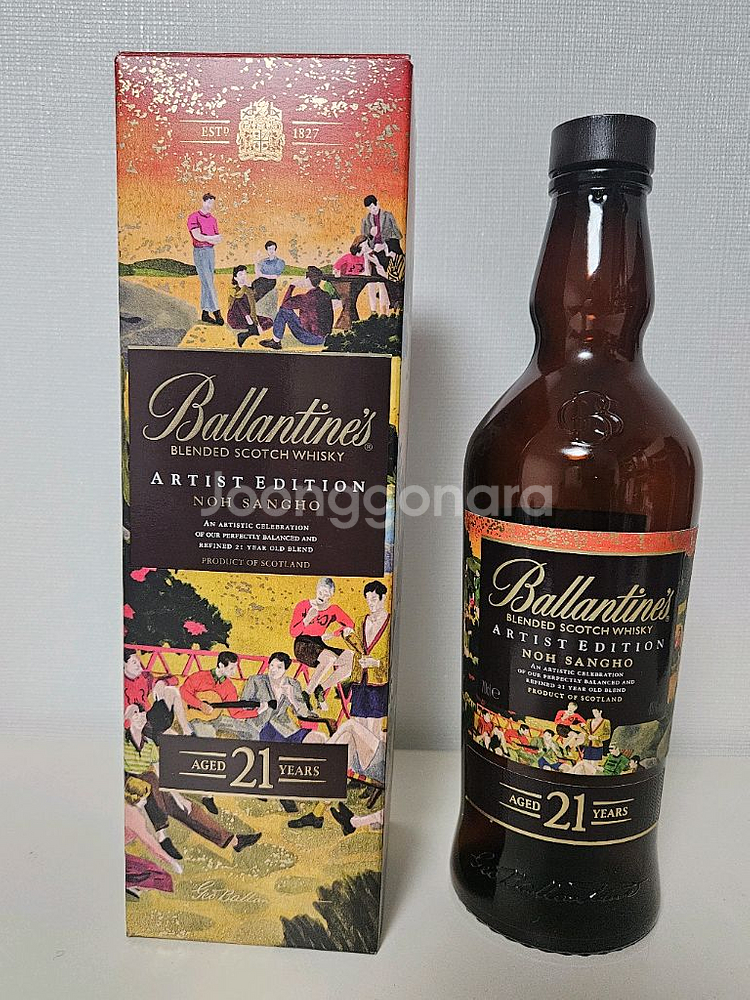 ESTD 1827
Ballantine's®
BLENDED SCOTCH WHISKY
ARTIST EDITION
NOH SANGHO
AN ARTISTIC CELEBRATION
OF OUR PERFECTLY BALANCED AND
REFINED 21 YEAR OLD BLEND
PRODUCT OF SCOTLAND
AGED 21 YEARS
Geo Ballan
Joonggonara
B
Ballantine's
BLENDED SCOTCH WHISKY
ARTIST EDITION
NOH SANGHO
AN ARTISTIC CELEBRATION
OF OUR PERFECTLY BALANCED AND
REFINED 21 YEAR OLD BLEND
PRODUCT OF SCOTLAND
70cl e
AGED 21 YEARS